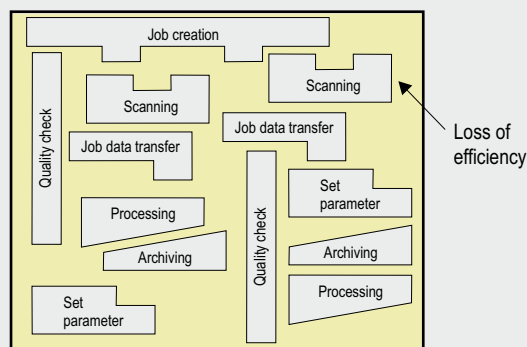 Job creation
Scanning
Scanning
Quality check
Job data transfer
Job data transfer
Loss of
efficiency
Quality check
Set
parameter
Processing
Archiving
Archiving
Processing
Set
parameter